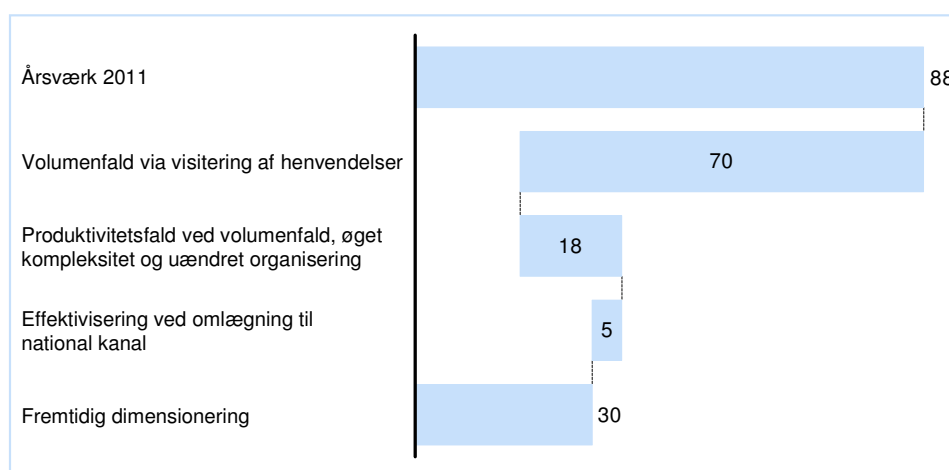 Årsværk 2011
88
Volumenfald via visitering af henvendelser
70
Produktivitetsfald ved volumenfald, øget
kompleksitet og uændret organisering
18
Effektivisering ved omlægning til
national kanal
5
Fremtidig dimensionering
30